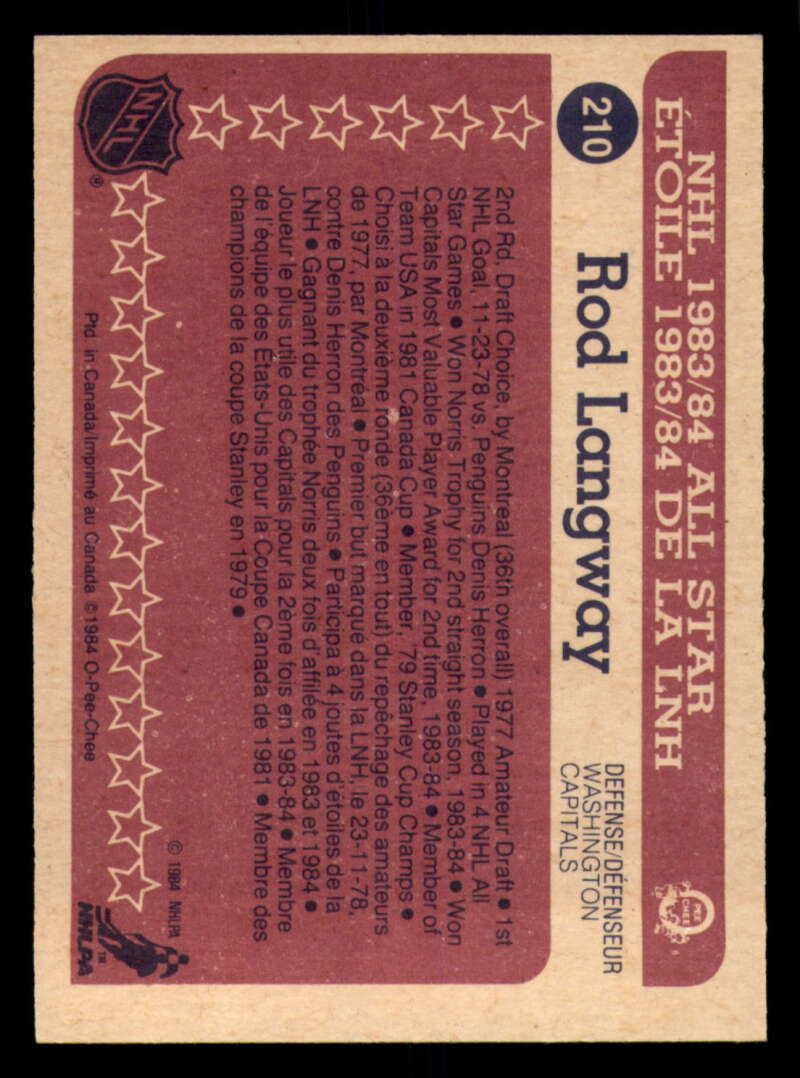 NHL 1983/84 ALL STAR
ÉTOILE 1983/84 DE LA LNH
PEE
CHEE
210
Rod Langway
DEFENSE/DÉFENSEUR
WASHINGTON
CAPITALS
2nd Rd. Draft Choice, by Montreal (36th overall) 1977 Amateur Draft • 1st
NHL Goal, 11-23-78 vs. Penguins Denis Herron • Played in 4 NHL All
Star Games • Won Norris Trophy for 2nd straight season, 1983-84 • Won
Capitals Most Valuable Player Award for 2nd time, 1983-84 • Member of
Team USA in 1981 Canada Cup • Member, '79 Stanley Cup Champs •
Choisi à la deuxième ronde (36ème en tout) du repêchage des amateurs
de 1977, par Montréal • Premier but marqué dans la LNH, le 23-11-78,
contre Denis Herron des Penguins • Participa à 4 joutes d'étoiles de la
LNH • Gagnant du trophée Norris deux fois d'affilée en 1983 et 1984 •
Joueur le plus utile des Capitals pour la 2ème fois en 1983-84 • Membre
de l'équipe des États-Unis pour la Coupe Canada de 1981 • Membre des
champions de la coupe Stanley en 1979 •
NHL
®
© 1984 NHLPA
NHLPA
™
Ptd. in Canada/Imprimé au Canada ©1984 O-Pee-Chee